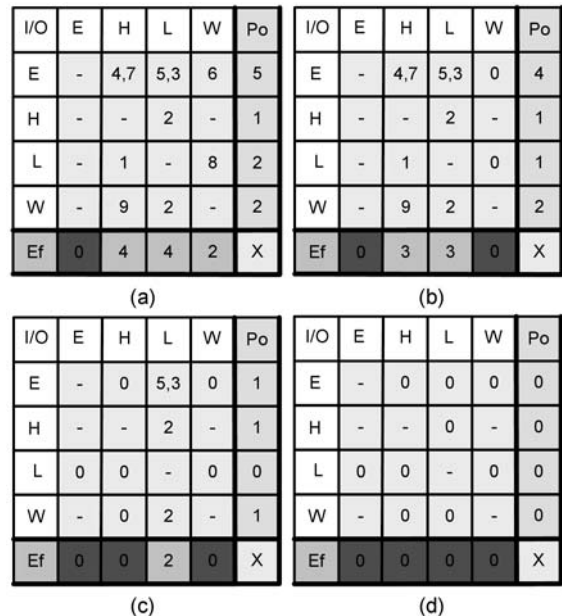 I/O E H L W Po
E - 4,7 5,3 6 5
H - - 2 - 1
L - 1 - 8 2
W - 9 2 - 2
Ef 0 4 4 2 X
(a)
I/O E H L W Po
E - 4,7 5,3 0 4
H - - 2 - 1
L - 1 - 0 1
W - 9 2 - 2
Ef 0 3 3 0 X
(b)
I/O E H L W Po
E - 0 5,3 0 1
H - - 2 - 1
L 0 0 - 0 0
W - 0 2 - 1
Ef 0 0 2 0 X
(c)
I/O E H L W Po
E - 0 0 0 0
H - - 0 - 0
L 0 0 - 0 0
W - 0 0 - 0
Ef 0 0 0 0 X
(d)